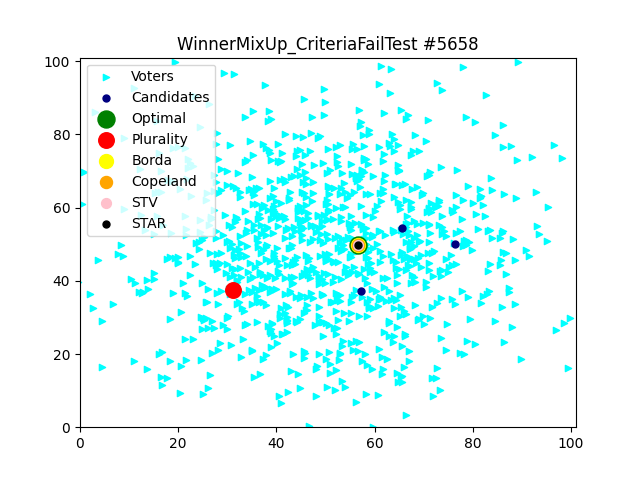 WinnerMixUp_CriteriaFailTest #5658
100
80
60
40
20
0
Voters
Candidates
Optimal
Plurality
Borda
Copeland
STV
STAR
0 20 40 60 80 100